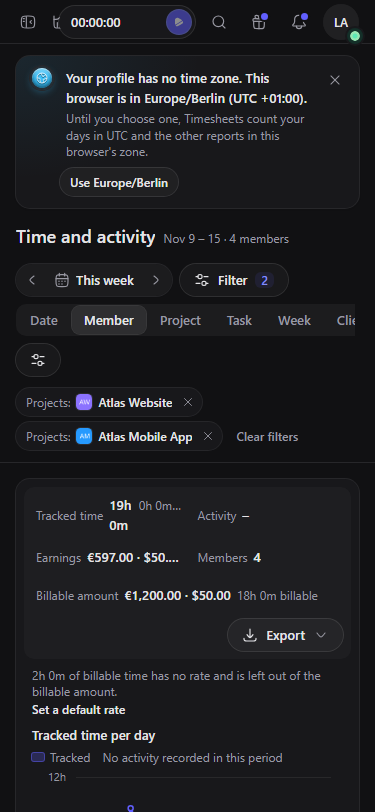 00:00:00
LA
Your profile has no time zone. This
browser is in Europe/Berlin (UTC +01:00).
Until you choose one, Timesheets count your
days in UTC and the other reports in this
browser's zone.
Use Europe/Berlin
Time and activity Nov 9 – 15 · 4 members
This week
Filter 2
Date Member Project Task Week Clie
Projects: AW Atlas Website
Projects: AM Atlas Mobile App
Clear filters
Tracked time 19h 0m 0h 0m...
Activity –
Earnings €597.00 · $50....
Members 4
Billable amount €1,200.00 · $50.00 18h 0m billable
Export
2h 0m of billable time has no rate and is left out of the
billable amount.
Set a default rate
Tracked time per day
Tracked No activity recorded in this period
12h